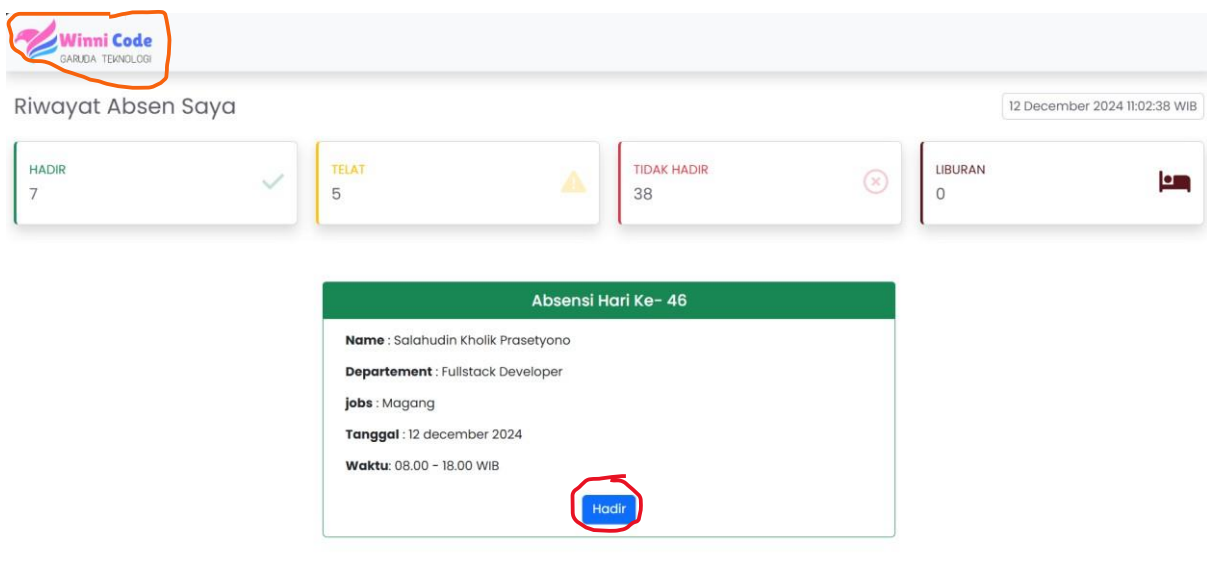 Winni Code
GARUDA TEKNOLOGI
Riwayat Absen Saya
12 December 2024 11:02:38 WIB
HADIR
7
TELAT
5
TIDAK HADIR
38
LIBURAN
0
Absensi Hari Ke- 46
Name : Salahudin Kholik Prasetyono
Departement : Fullstack Developer
jobs : Magang
Tanggal : 12 december 2024
Waktu: 08.00 - 18.00 WIB
Hadir